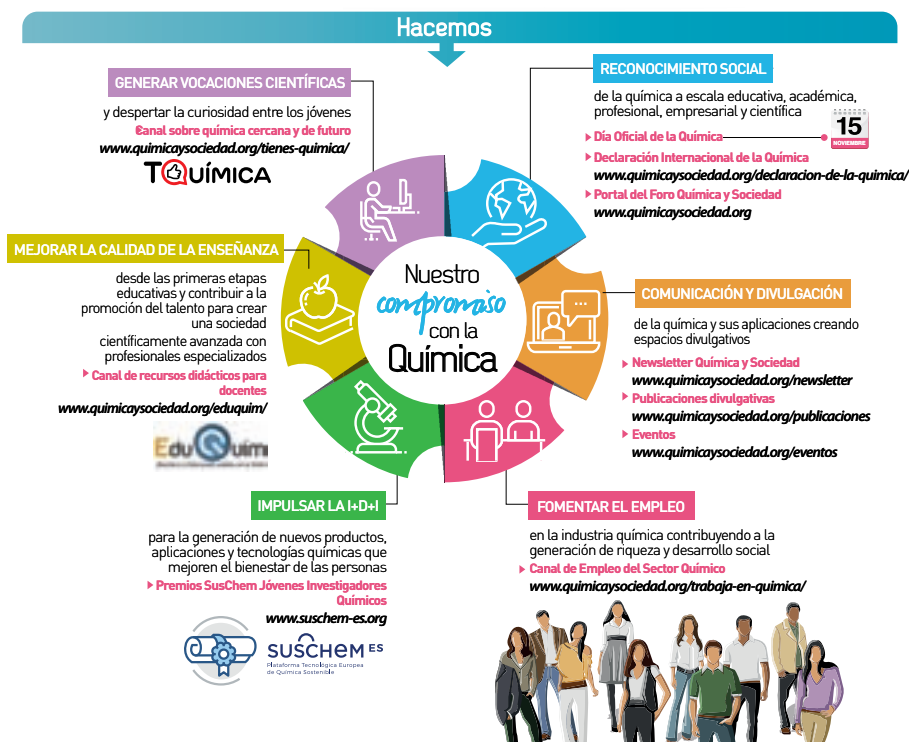 Hacemos
GENERAR VOCACIONES CIENTÍFICAS
y despertar la curiosidad entre los jóvenes
Canal sobre química cercana y de futuro
www.quimicaysociedad.org/tienes-quimica/
TQUÍMICA
RECONOCIMIENTO SOCIAL
de la química a escala educativa, académica,
profesional, empresarial y científica
Día Oficial de la Química
15
NOVIEMBRE
Declaración Internacional de la Química
www.quimicaysociedad.org/declaracion-de-la-quimica/
Portal del Foro Química y Sociedad
www.quimicaysociedad.org
MEJORAR LA CALIDAD DE LA ENSEÑANZA
desde las primeras etapas
educativas y contribuir a la
promoción del talento para crear
una sociedad
científicamente avanzada con
profesionales especializados
Canal de recursos didácticos para
docentes
www.quimicaysociedad.org/eduquim/
EduQuim
Nuestro
compromiso
con la
Química
COMUNICACIÓN Y DIVULGACIÓN
de la química y sus aplicaciones creando
espacios divulgativos
Newsletter Química y Sociedad
www.quimicaysociedad.org/newsletter
Publicaciones divulgativas
www.quimicaysociedad.org/publicaciones
Eventos
www.quimicaysociedad.org/eventos
IMPULSAR LA I+D+I
para la generación de nuevos productos,
aplicaciones y tecnologías químicas que
mejoren el bienestar de las personas
Premios SusChem Jóvenes Investigadores
Químicos
www.suschem-es.org
SUSCHEM ES
Plataforma Tecnológica Europea
de Química Sostenible
FOMENTAR EL EMPLEO
en la industria química contribuyendo a la
generación de riqueza y desarrollo social
Canal de Empleo del Sector Químico
www.quimicaysociedad.org/trabaja-en-quimica/